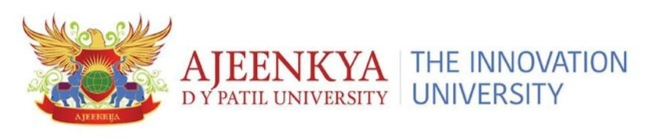 AJEENKYA
D Y PATIL UNIVERSITY
THE INNOVATION
UNIVERSITY
AJEENKYA